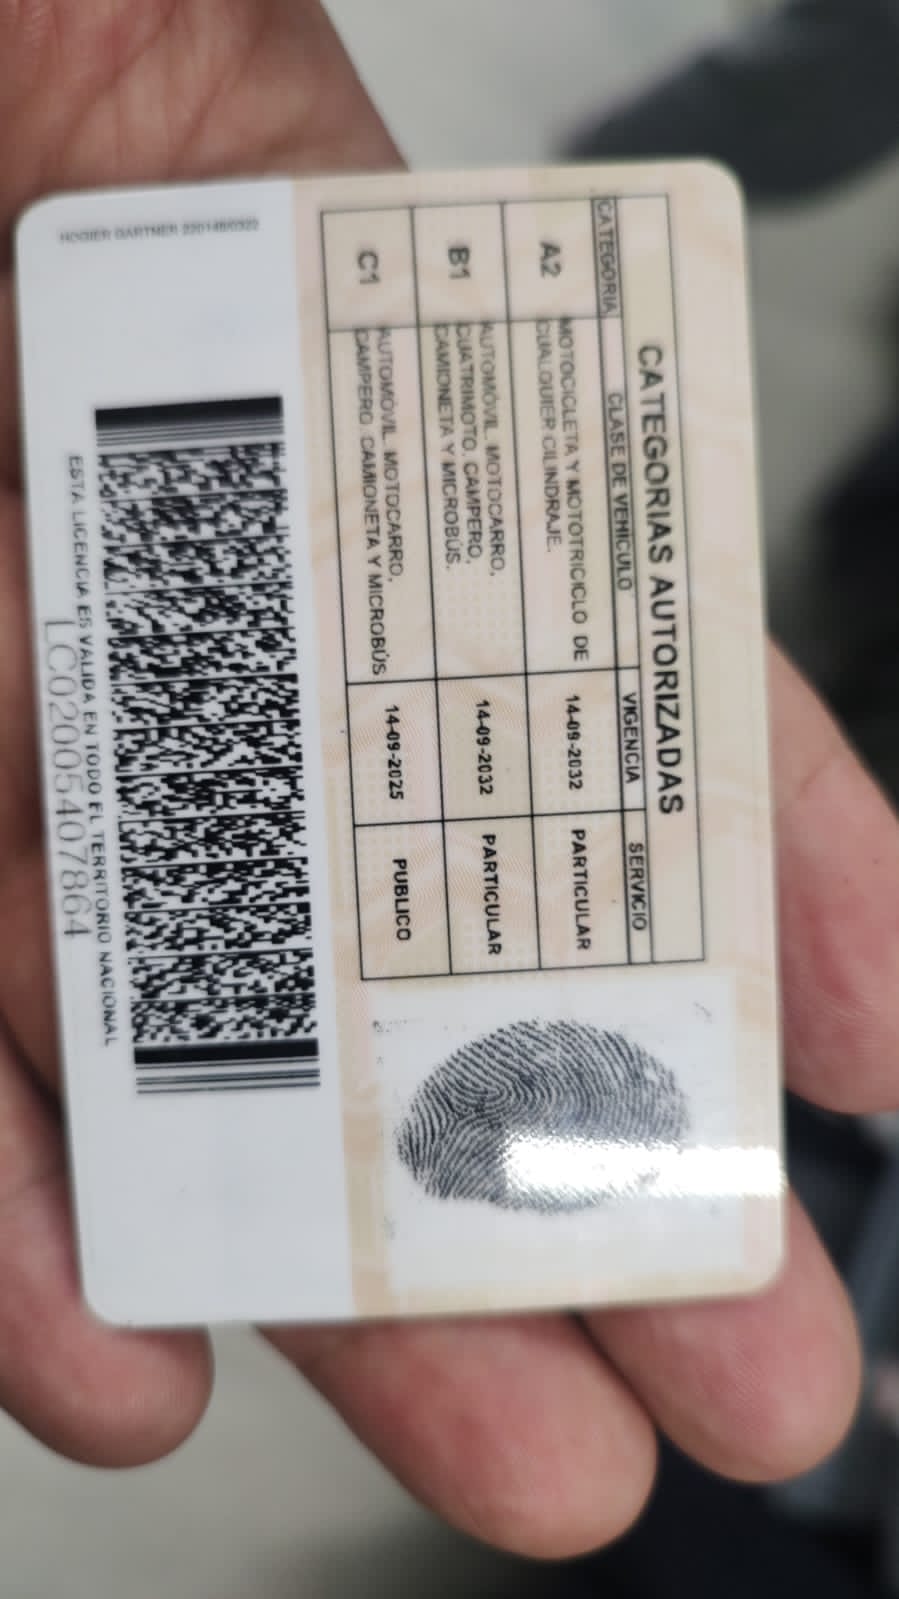 CATEGORIAS AUTORIZADAS
CATEGORIA CLASE DE VEHÍCULO VIGENCIA SERVICIO
A2 MOTOCICLETA Y MOTOTRICICLO DE CUALQUIER CILINDRAJE. 14-09-2032 PARTICULAR
B1 AUTOMÓVIL, MOTOCARRO, CUATRIMOTO, CAMPERO, CAMIONETA Y MICROBÚS. 14-09-2032 PARTICULAR
C1 AUTOMÓVIL, MOTOCARRO, CAMPERO, CAMIONETA Y MICROBÚS 14-09-2025 PUBLICO
ESTA LICENCIA ES VÁLIDA EN TODO EL TERRITORIO NACIONAL
LC02005407864